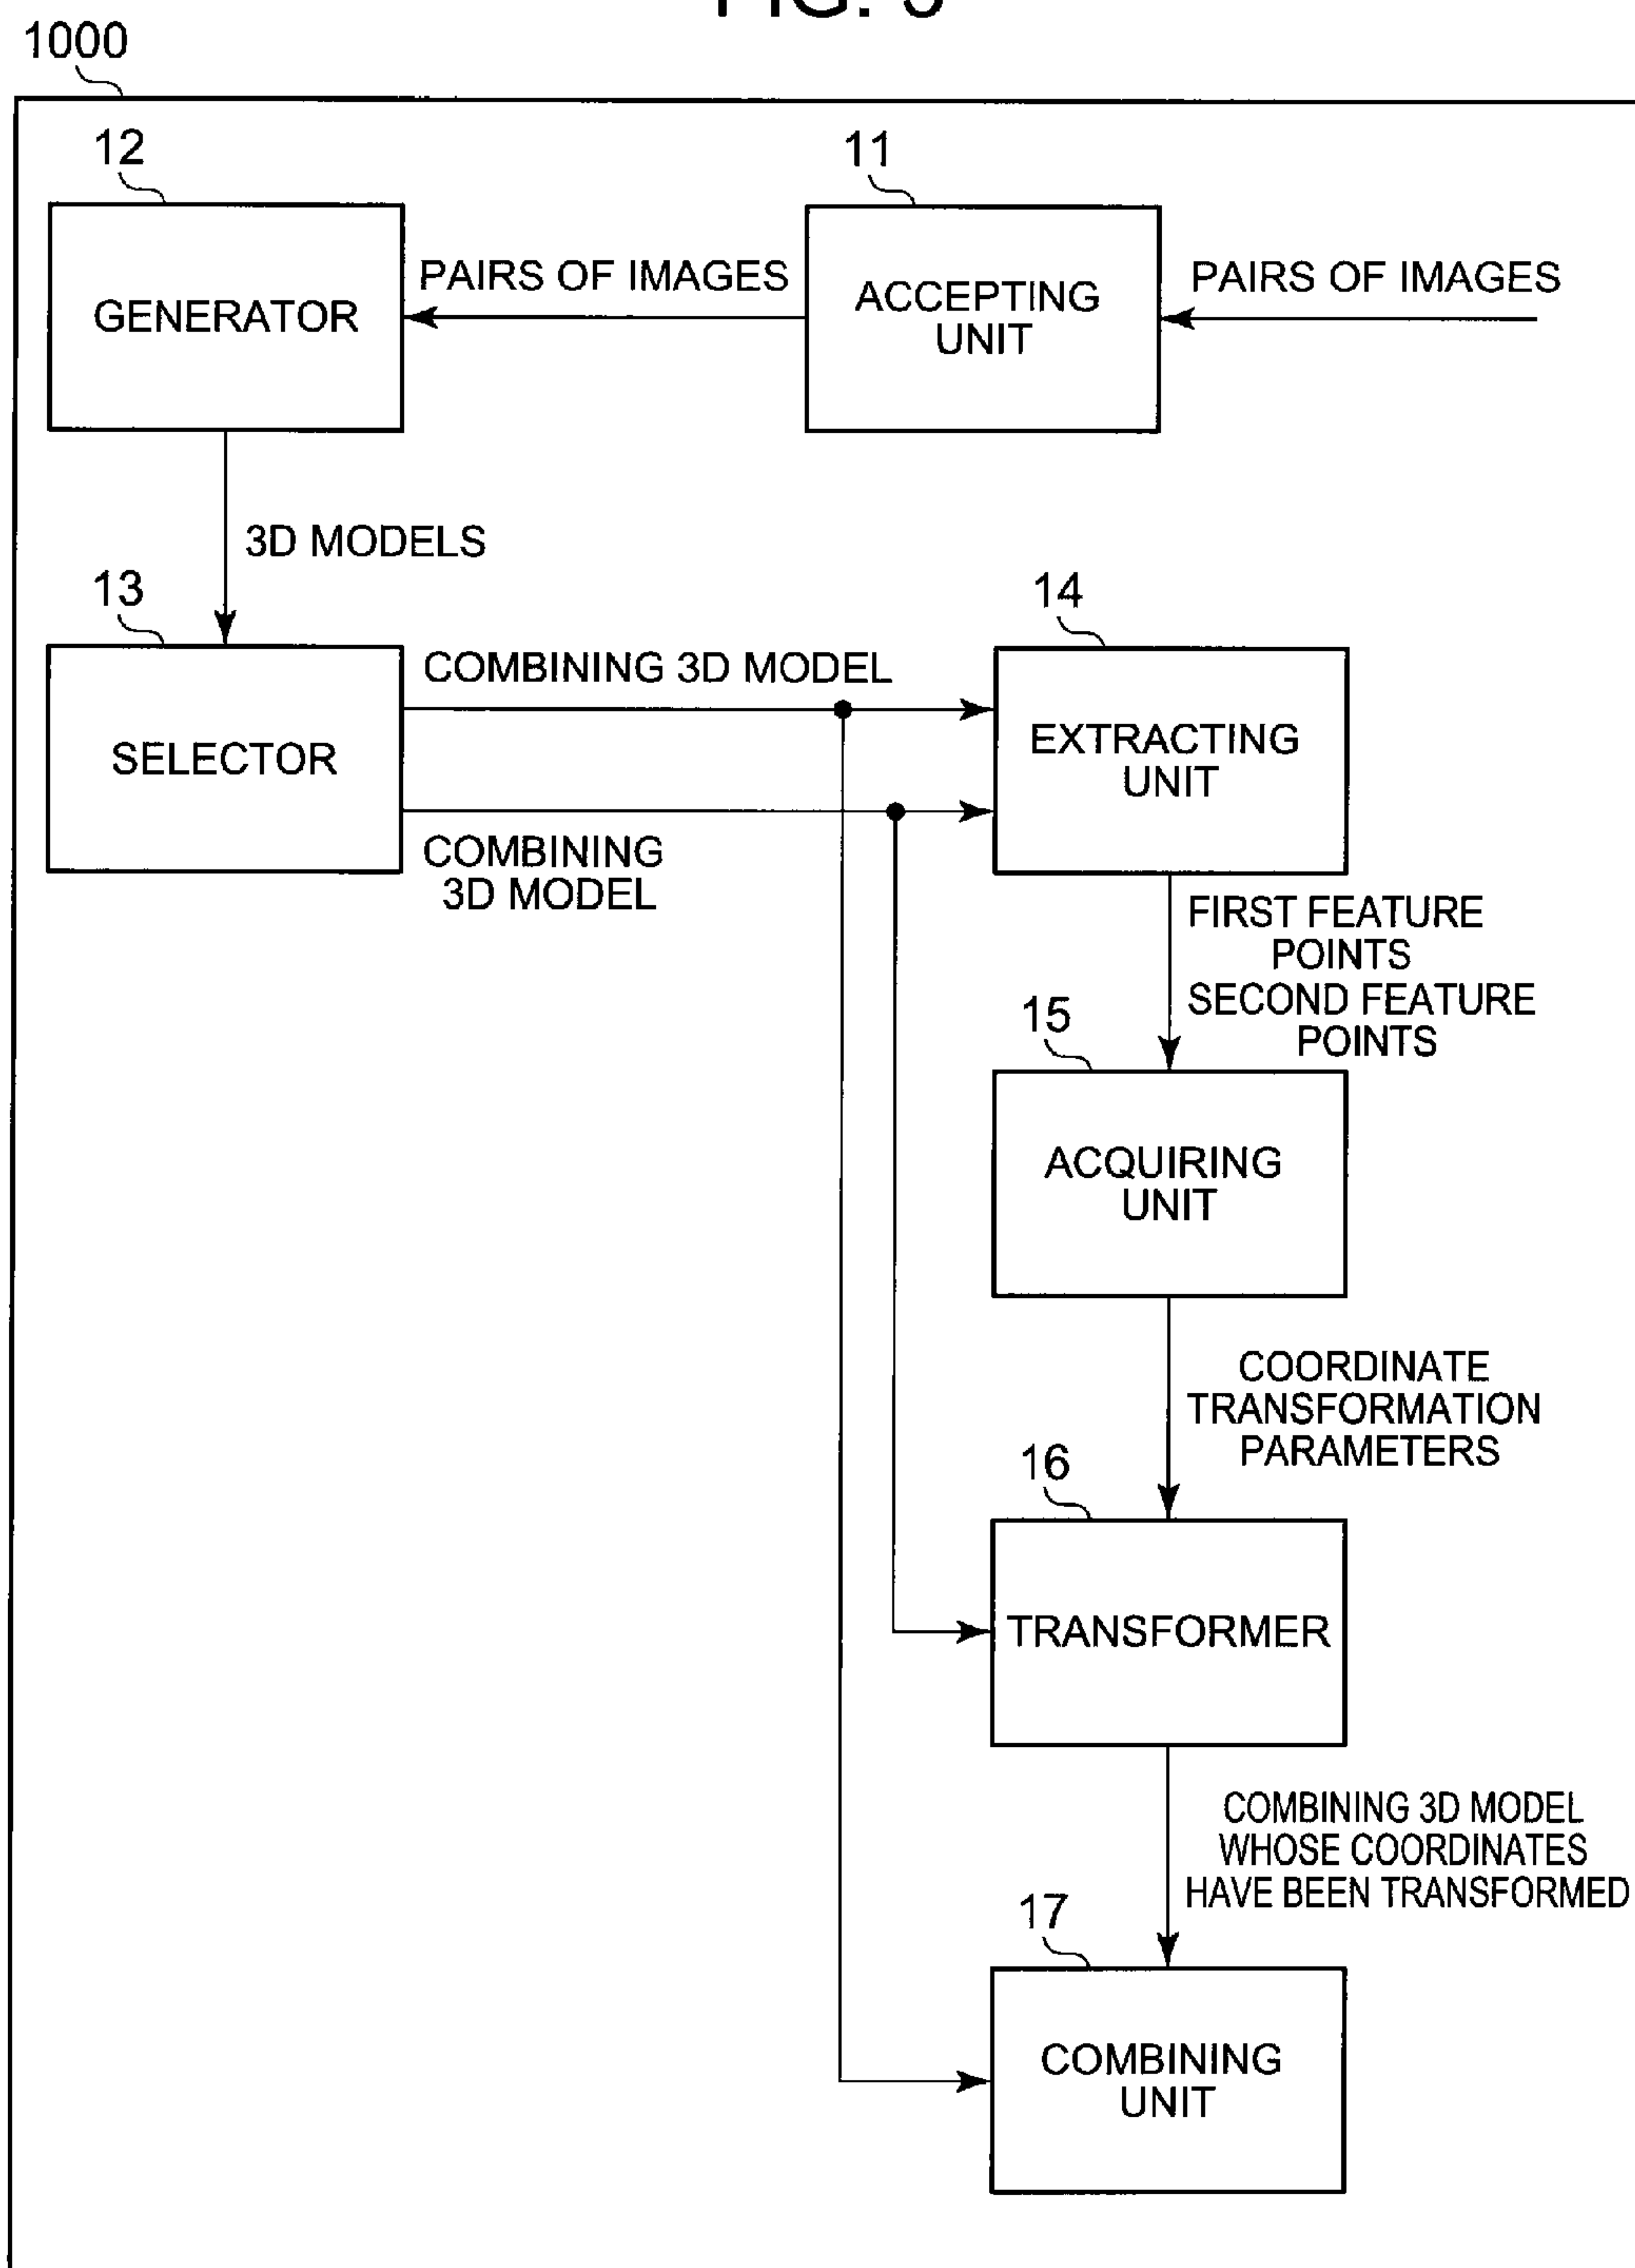 1000
12
11
PAIRS OF IMAGES
PAIRS OF IMAGES
GENERATOR
ACCEPTING
UNIT
3D MODELS
13
14
COMBINING 3D MODEL
SELECTOR
EXTRACTING
UNIT
COMBINING
3D MODEL
FIRST FEATURE
POINTS
SECOND FEATURE
POINTS
15
ACQUIRING
UNIT
COORDINATE
TRANSFORMATION
PARAMETERS
16
TRANSFORMER
COMBINING 3D MODEL
WHOSE COORDINATES
HAVE BEEN TRANSFORMED
17
COMBINING
UNIT